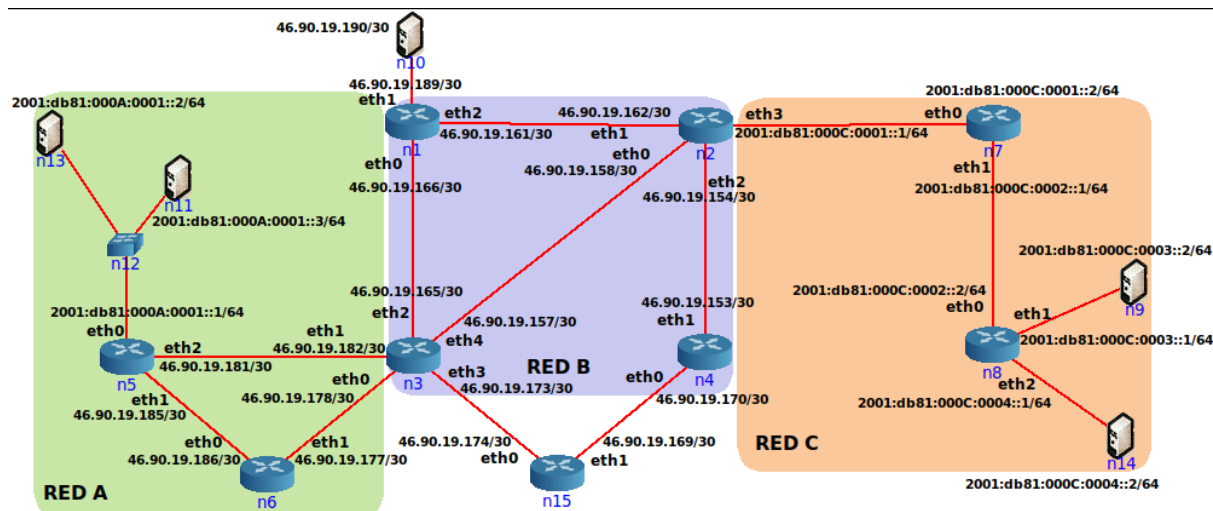 46.90.19.190/30
n10
46.90.19.189/30
eth1
2001:db81:000A:0001::2/64
n13
n11
2001:db81:000A:0001::3/64
n12
2001:db81:000A:0001::1/64
eth0
n5
eth2
46.90.19.181/30
eth1
46.90.19.185/30
eth1
46.90.19.182/30
eth0
46.90.19.178/30
eth0
46.90.19.186/30
eth1
46.90.19.177/30
n6
RED A
n1
eth2
46.90.19.161/30
eth0
46.90.19.166/30
46.90.19.162/30
eth1
n2
eth0
46.90.19.158/30
eth2
46.90.19.154/30
46.90.19.165/30
eth2
46.90.19.157/30
eth4
n3
eth3
46.90.19.173/30
RED B
46.90.19.153/30
eth1
n4
eth0
46.90.19.170/30
46.90.19.174/30
eth0
46.90.19.169/30
eth1
n15
eth3
2001:db81:000C:0001::1/64
2001:db81:000C:0001::2/64
eth0
n7
eth1
2001:db81:000C:0002::1/64
2001:db81:000C:0003::2/64
n9
2001:db81:000C:0002::2/64
eth0
eth1
2001:db81:000C:0003::1/64
n8
eth2
2001:db81:000C:0004::1/64
n14
2001:db81:000C:0004::2/64
RED C